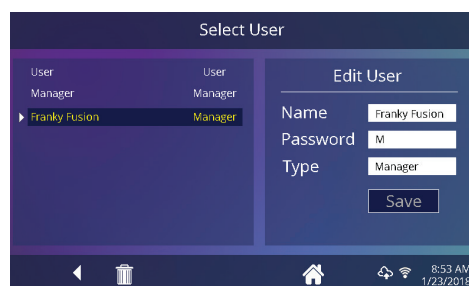 Select User
User User
Manager Manager
Franky Fusion Manager
Edit User
Name Franky Fusion
Password M
Type Manager
Save
8:53 AM
1/23/2018